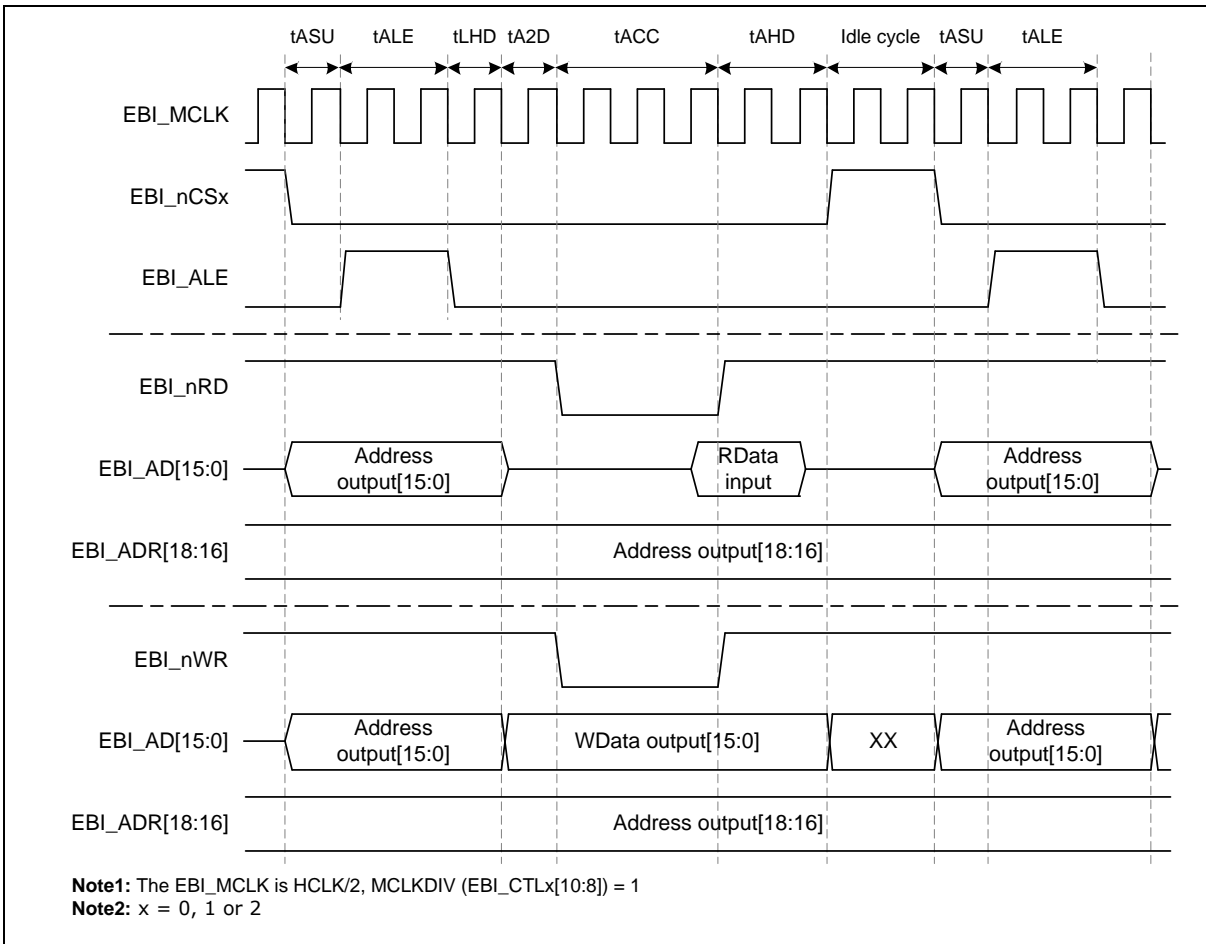 tASU tALE tLHD tA2D tACC tAHD Idle cycle tASU tALE
EBI_MCLK
EBI_nCSx
EBI_ALE
EBI_nRD
EBI_AD[15:0] Address output[15:0] RData input Address output[15:0]
EBI_ADR[18:16] Address output[18:16]
EBI_nWR
EBI_AD[15:0] Address output[15:0] WData output[15:0] XX Address output[15:0]
EBI_ADR[18:16] Address output[18:16]
Note1: The EBI_MCLK is HCLK/2, MCLKDIV (EBI_CTLx[10:8]) = 1
Note2: x = 0, 1 or 2